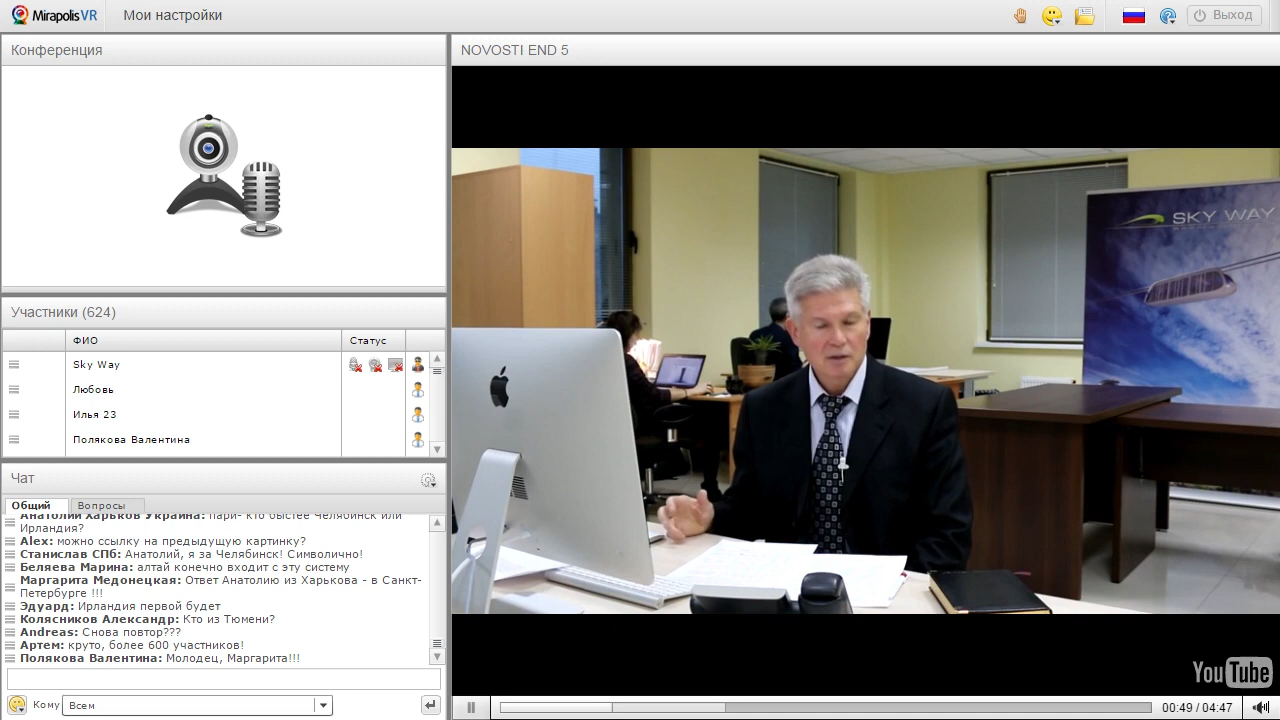 Mirapolis VR
Мои настройки
Выход
Конференция
NOVOSTI END 5
SKY WAY
Участники (624)
ФИО
Статус
Sky Way
Любовь
Илья 23
Полякова Валентина
Чат
Общий
Вопросы
Анатолий Харьков Украина: пари- кто быстее Челябинск или
Ирландия?
Alex: можно ссылку на предыдущую картинку?
Станислав СПб: Анатолий, я за Челябинск! Символично!
Беляева Марина: алтай конечно входит с эту систему
Маргарита Медонецкая: Ответ Анатолию из Харькова - в Санкт-
Петербурге !!!
Эдуард: Ирландия первой будет
Колясников Александр: Кто из Тюмени?
Andreas: Снова повтор???
Артем: круто, более 600 участников!
Полякова Валентина: Молодец, Маргарита!!!
Кому
Всем
YouTube
00:49 / 04:47